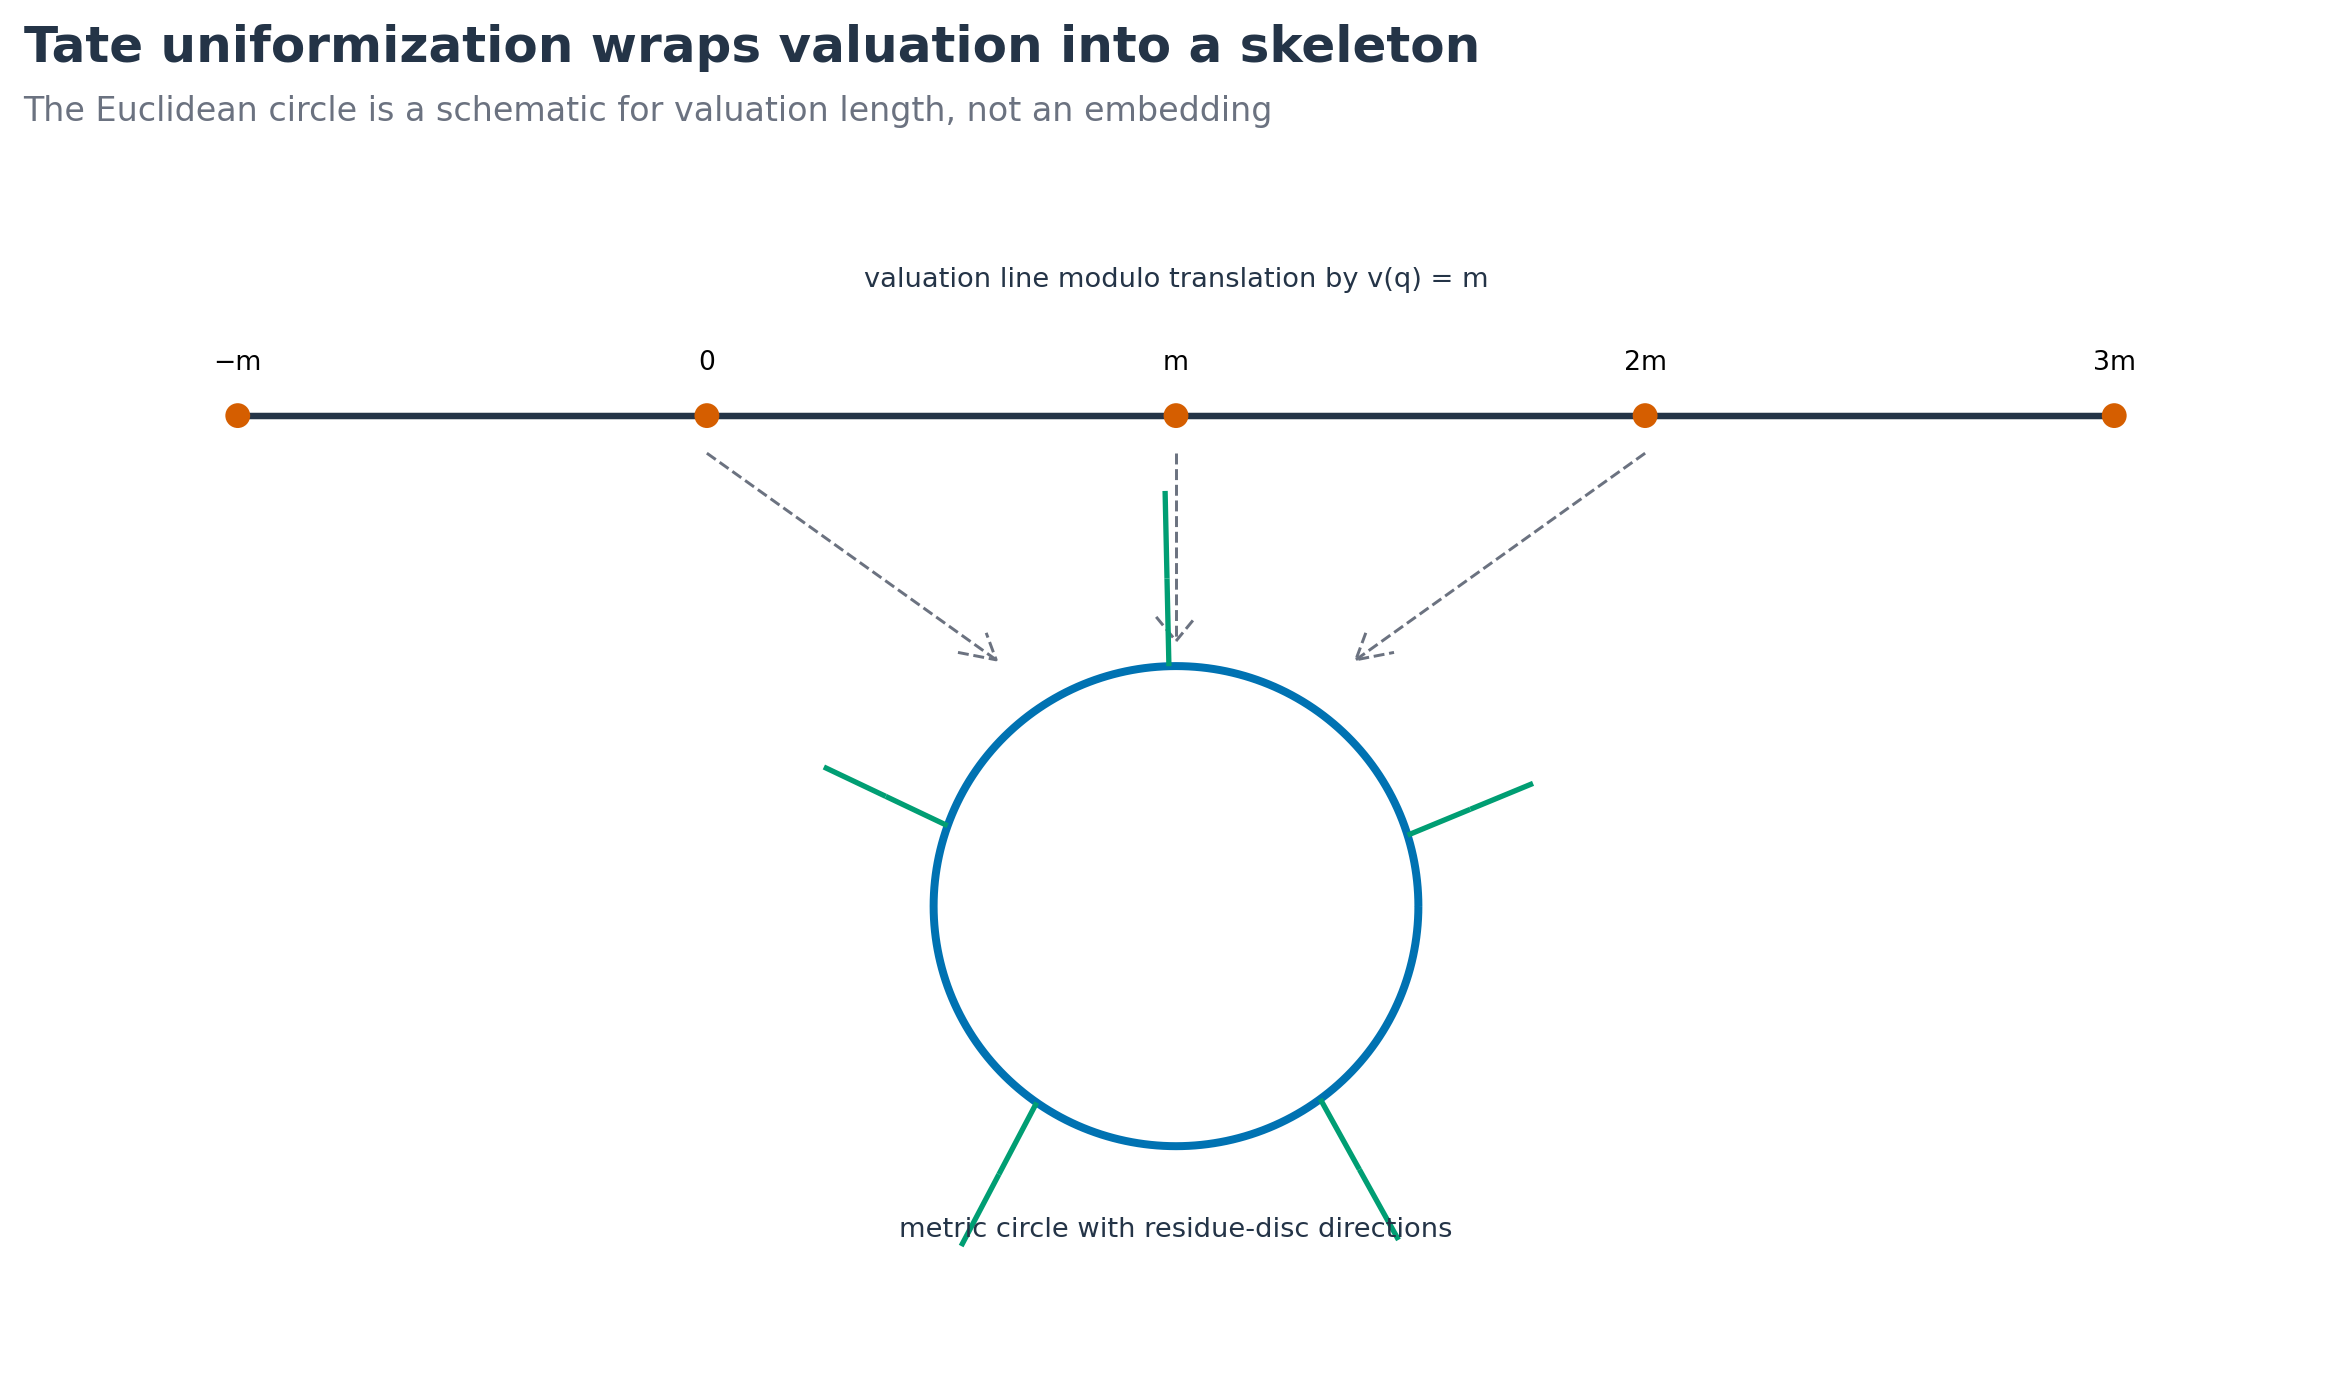 Tate uniformization wraps valuation into a skeleton
The Euclidean circle is a schematic for valuation length, not an embedding
valuation line modulo translation by v(q) = m
−m 0 m 2m 3m
metric circle with residue-disc directions